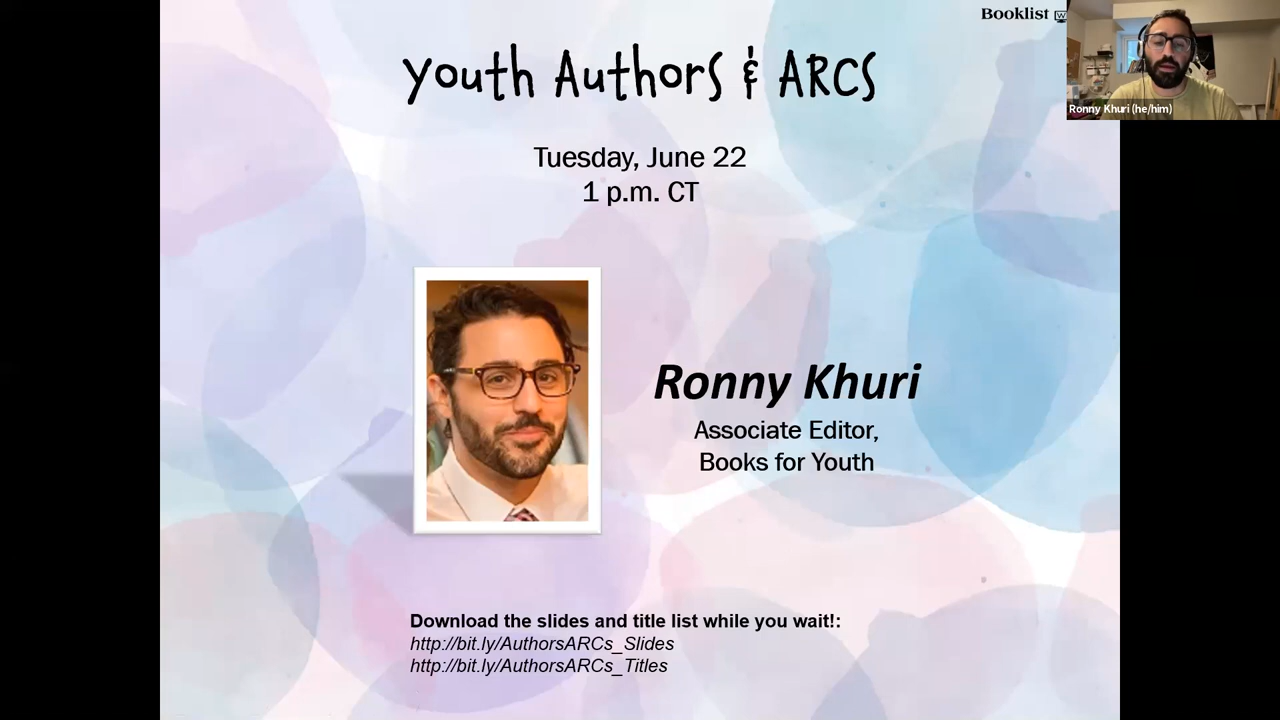 Booklist
Youth Authors & ARCS
Ronny Khuri (he/him)
Tuesday, June 22
1 p.m. CT
Ronny Khuri
Associate Editor,
Books for Youth
Download the slides and title list while you wait!:
http://bit.ly/AuthorsARCs_Slides
http://bit.ly/AuthorsARCs_Titles